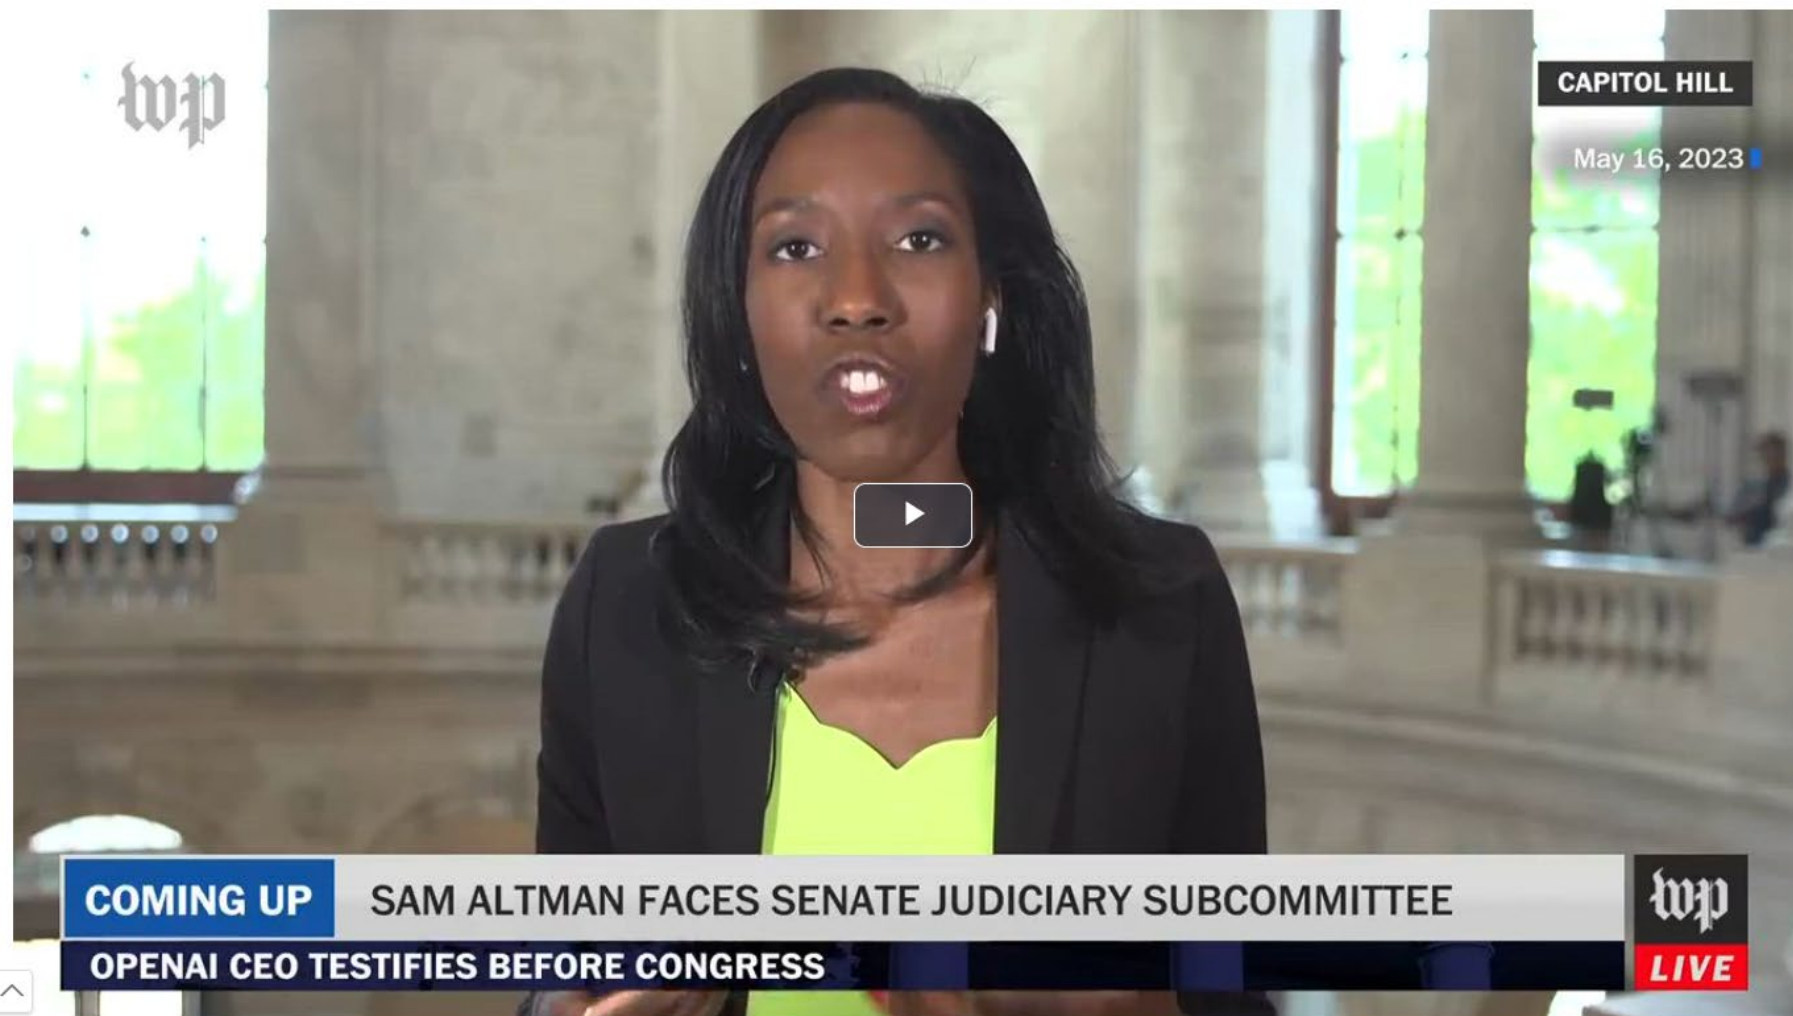 wp
CAPITOL HILL
May 16, 2023
COMING UP
SAM ALTMAN FACES SENATE JUDICIARY SUBCOMMITTEE
wp
OPENAI CEO TESTIFIES BEFORE CONGRESS
LIVE